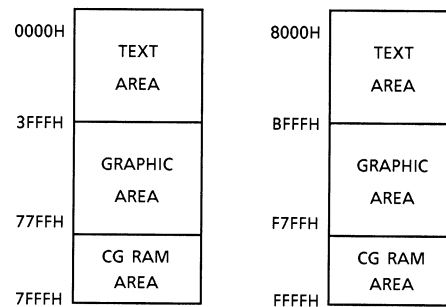 0000H
TEXT
AREA
3FFFH
GRAPHIC
AREA
77FFH
CG RAM
AREA
7FFFH
8000H
TEXT
AREA
BFFFH
GRAPHIC
AREA
F7FFH
CG RAM
AREA
FFFFH